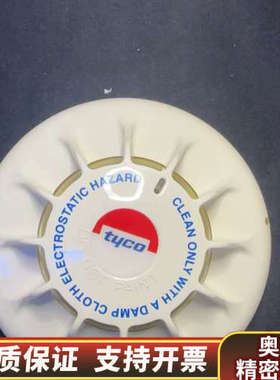 ELECTROSTATIC HAZARD
CLEAN ONLY WITH A DAMP CLOTH
tyco
质保证 支持开票
奥
精密